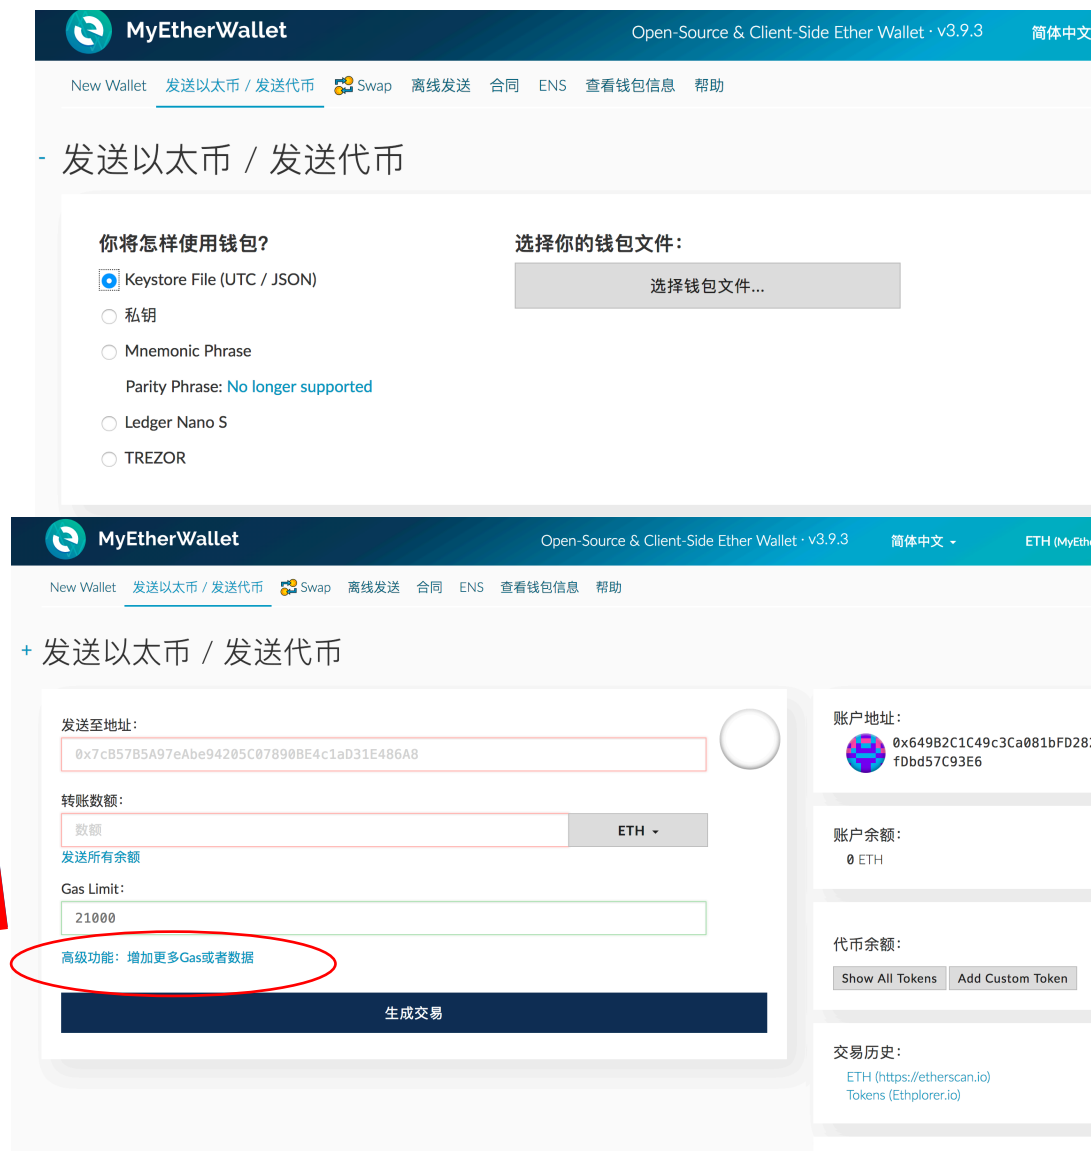 MyEtherWallet
Open-Source & Client-Side Ether Wallet · v3.9.3
简体中文
New Wallet 发送以太币 / 发送代币 Swap 离线发送 合同 ENS 查看钱包信息 帮助
- 发送以太币 / 发送代币
你将怎样使用钱包?
Keystore File (UTC / JSON)
私钥
Mnemonic Phrase
Parity Phrase: No longer supported
Ledger Nano S
TREZOR
选择你的钱包文件：
选择钱包文件...
MyEtherWallet
Open-Source & Client-Side Ether Wallet · v3.9.3
简体中文
ETH (MyEthe
New Wallet 发送以太币 / 发送代币 Swap 离线发送 合同 ENS 查看钱包信息 帮助
+ 发送以太币 / 发送代币
发送至地址：
0x7cB57B5A97eAbe94205C07890BE4c1aD31E486A8
转账数额：
数额
ETH
发送所有余额
Gas Limit：
21000
高级功能：增加更多Gas或者数据
生成交易
账户地址：
0x649B2C1C49c3Ca081bFD282
fDbd57C93E6
账户余额：
0 ETH
代币余额：
Show All Tokens Add Custom Token
交易历史：
ETH (https://etherscan.io)
Tokens (Ethplorer.io)